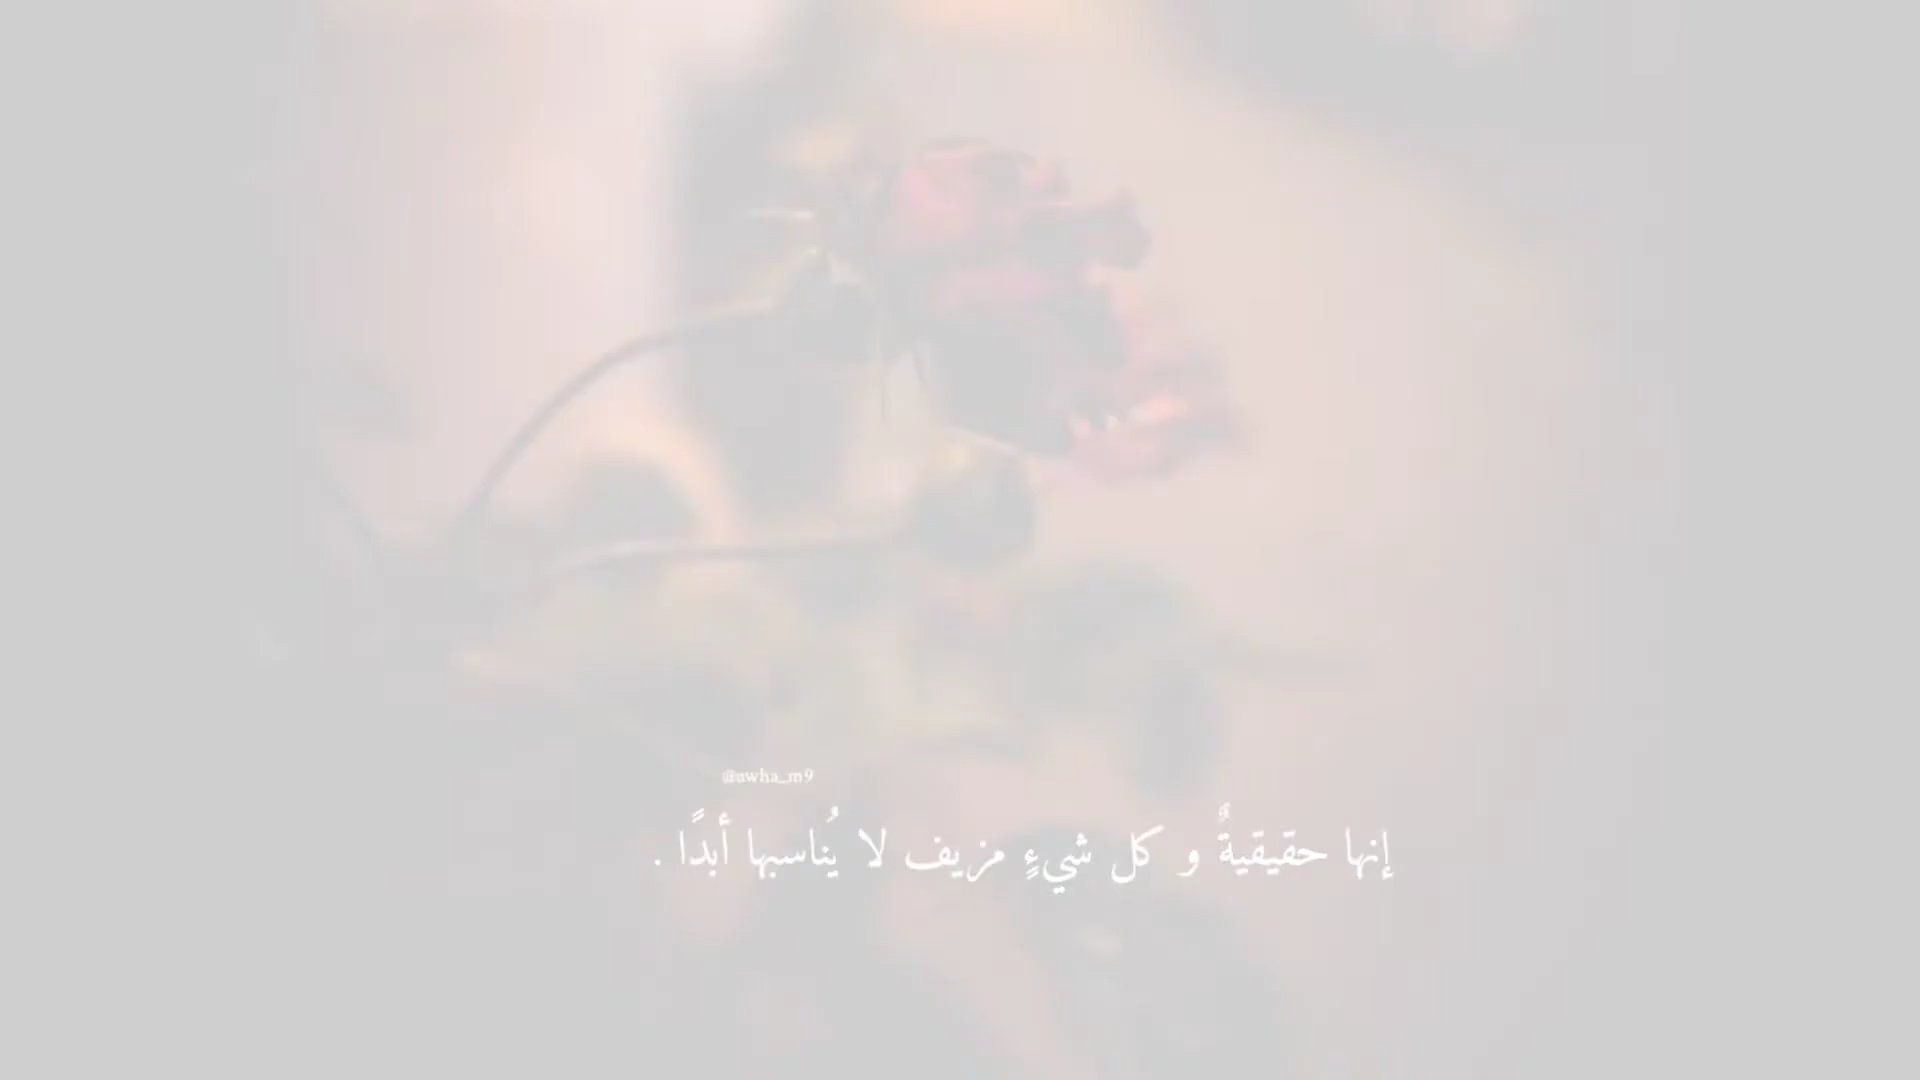 @awha_m9
إنها حقيقيةٌ و كل شيءٍ مزيف لا يُناسبها أبدًا .